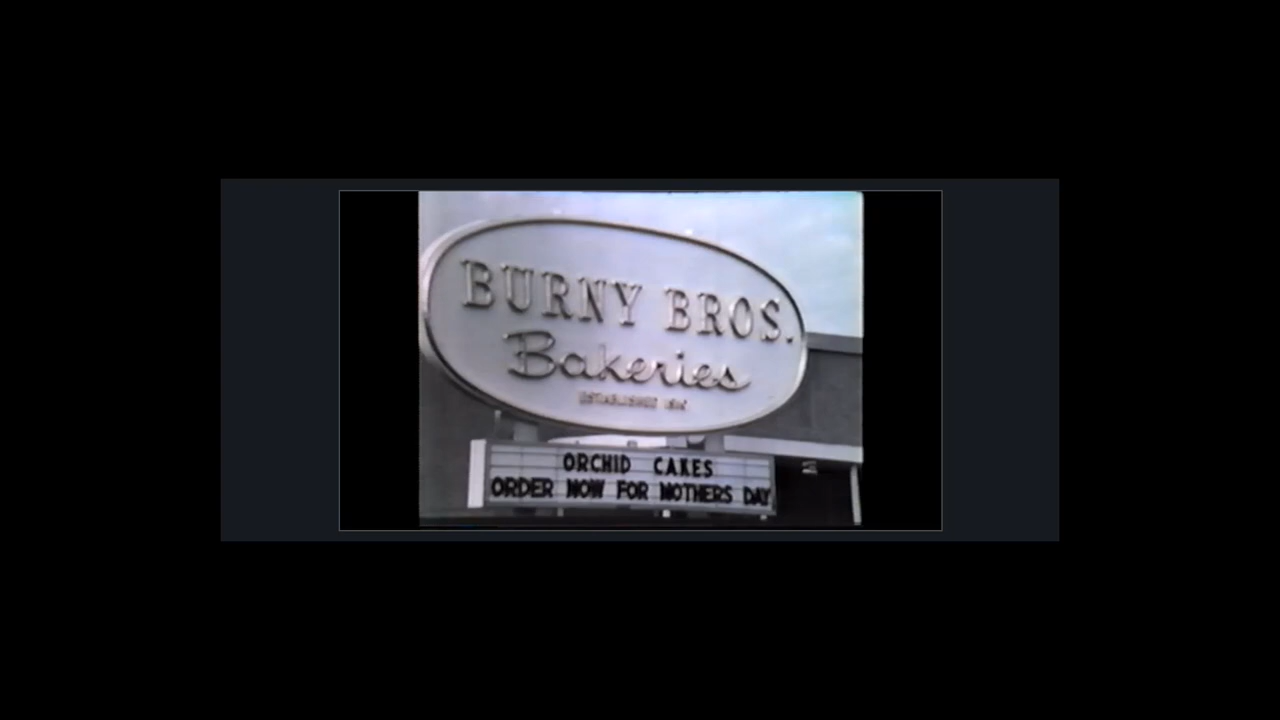 BURNY BROS.
Bakeries
ORCHID CAKES
ORDER NOW FOR MOTHERS DAY